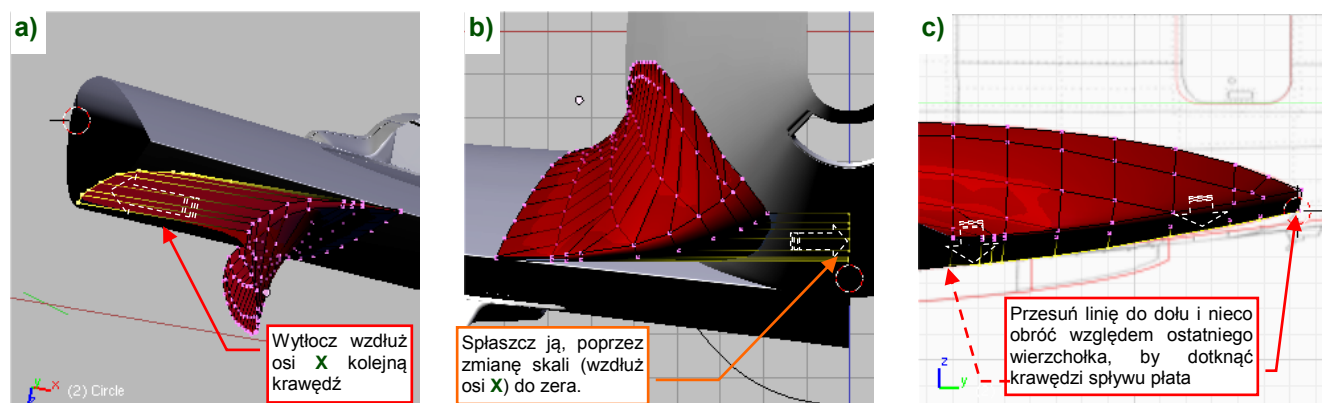 a)
Wytłocz wzdłuż
osi X kolejną
krawędź
x
y
z
(2) Circle
b)
Spłaszcz ją, poprzez
zmianę skali (wzdłuż
osi X) do zera.
c)
Przesuń linię do dołu i nieco
obróć względem ostatniego
wierzchołka, by dotknąć
krawędzi spływu płata
z
y